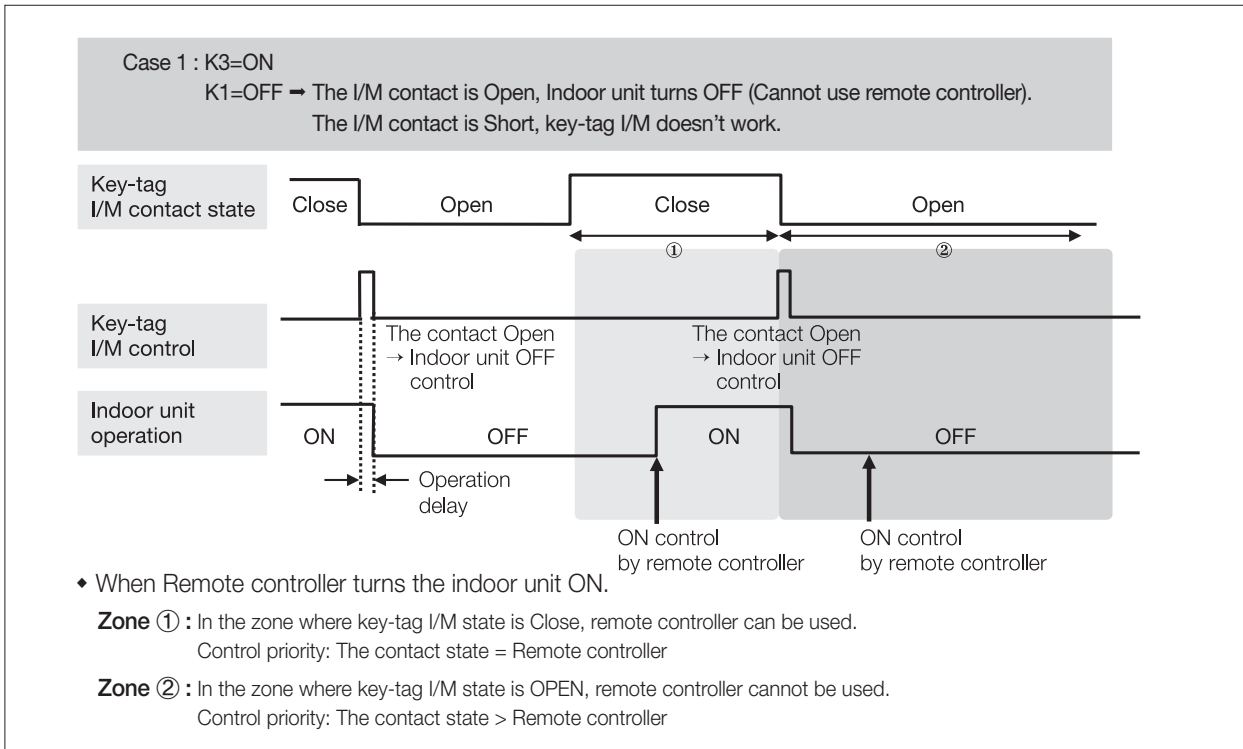 Case 1 : K3=ON
K1=OFF ➡ The I/M contact is Open, Indoor unit turns OFF (Cannot use remote controller).
The I/M contact is Short, key-tag I/M doesn't work.
Key-tag
I/M contact state
Close
Open
Close
Open
①
②
Key-tag
I/M control
The contact Open
→ Indoor unit OFF
control
The contact Open
→ Indoor unit OFF
control
Indoor unit
operation
ON
OFF
ON
OFF
Operation
delay
ON control
by remote controller
ON control
by remote controller
◆ When Remote controller turns the indoor unit ON.
Zone ① : In the zone where key-tag I/M state is Close, remote controller can be used.
Control priority: The contact state = Remote controller
Zone ② : In the zone where key-tag I/M state is OPEN, remote controller cannot be used.
Control priority: The contact state > Remote controller